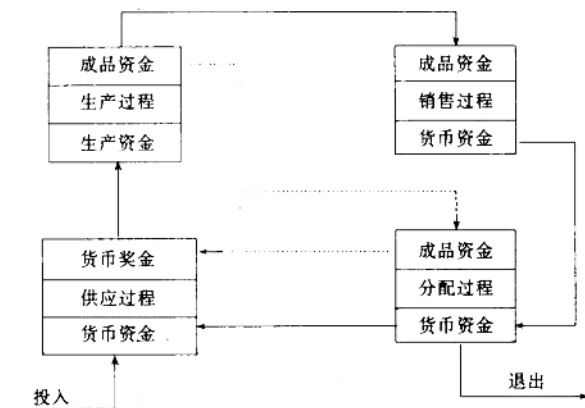 成品资金
生产过程
生产资金
成品资金
销售过程
货币资金
货币奖金
供应过程
货币资金
成品资金
分配过程
货币资金
投入
退出